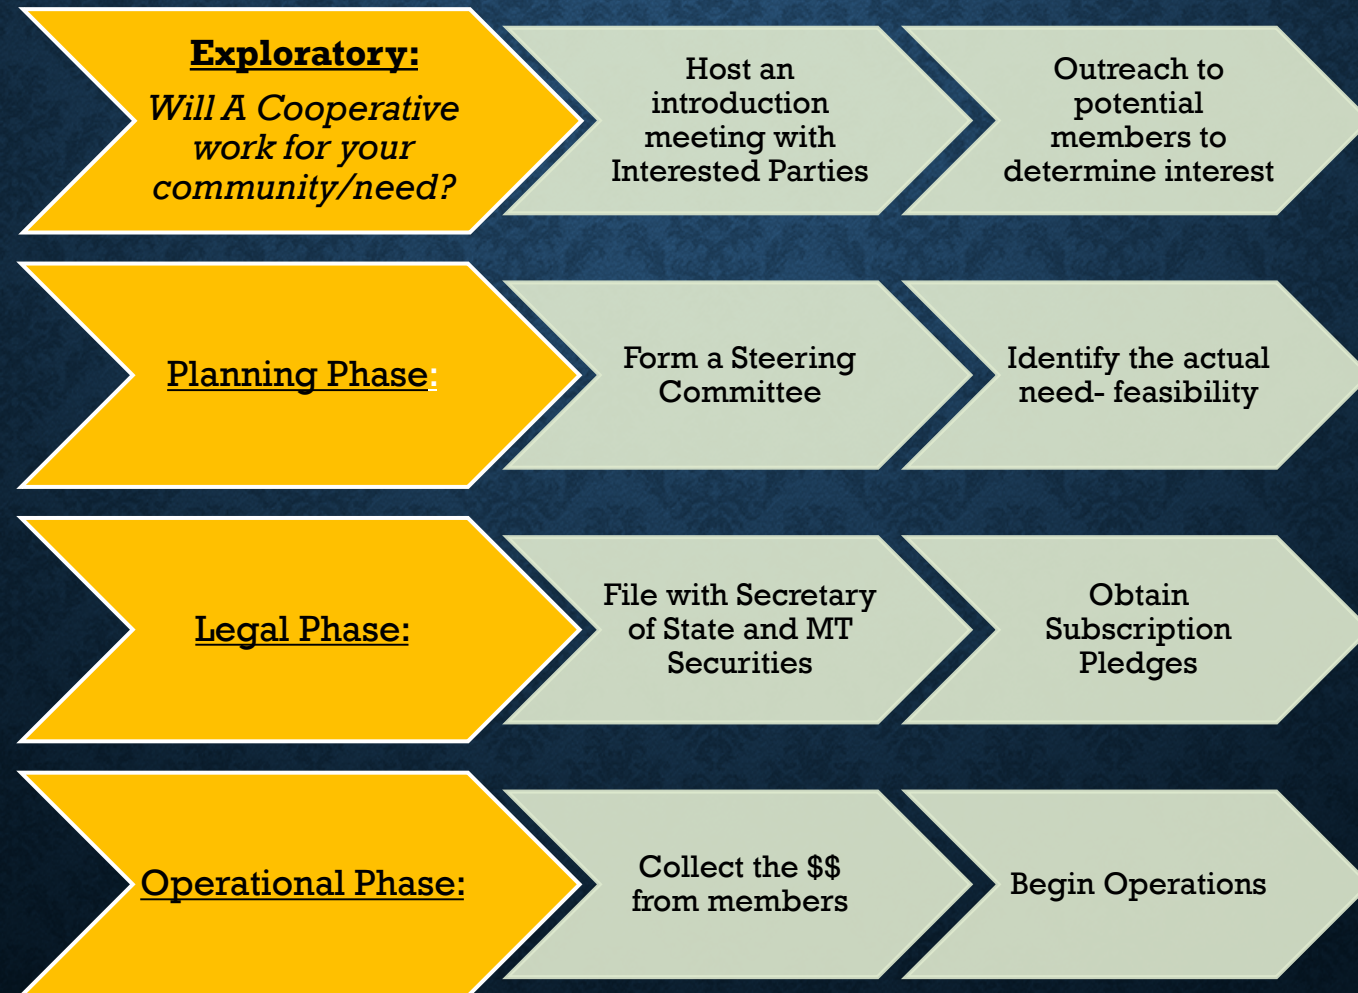 Exploratory:
Will A Cooperative
work for your
community/need?
Host an
introduction
meeting with
Interested Parties
Outreach to
potential
members to
determine interest
Planning Phase:
Form a Steering
Committee
Identify the actual
need- feasibility
Legal Phase:
File with Secretary
of State and MT
Securities
Obtain
Subscription
Pledges
Operational Phase:
Collect the $$
from members
Begin Operations